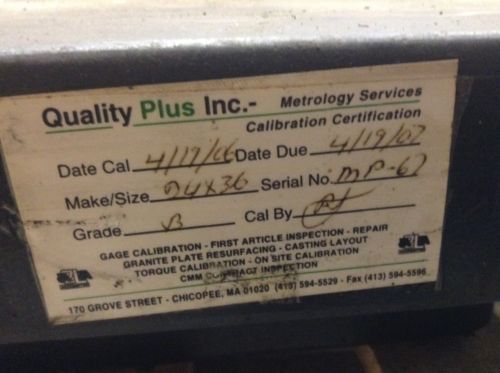 Quality Plus Inc.- Metrology Services
Calibration Certification
Date Cal 4/19/06 Date Due 4/19/07
Make/Size 24x36 Serial No. MP-62
Grade B Cal By
GAGE CALIBRATION - FIRST ARTICLE INSPECTION - REPAIR
GRANITE PLATE RESURFACING - CASTING LAYOUT
TORQUE CALIBRATION - ON SITE CALIBRATION
CMM CONTRACT INSPECTION
170 GROVE STREET - CHICOPEE, MA 01020 (413) 594-5529 - Fax (413) 594-5596